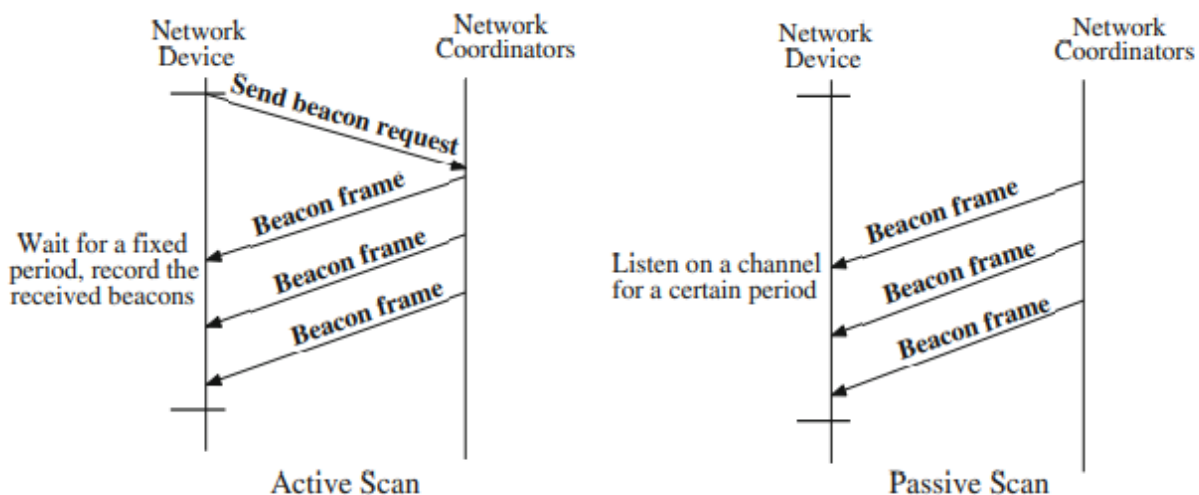 Network
Device
Network
Coordinators
Send beacon request
Beacon frame
Beacon frame
Beacon frame
Wait for a fixed
period, record the
received beacons
Active Scan
Network
Device
Network
Coordinators
Beacon frame
Beacon frame
Beacon frame
Listen on a channel
for a certain period
Passive Scan